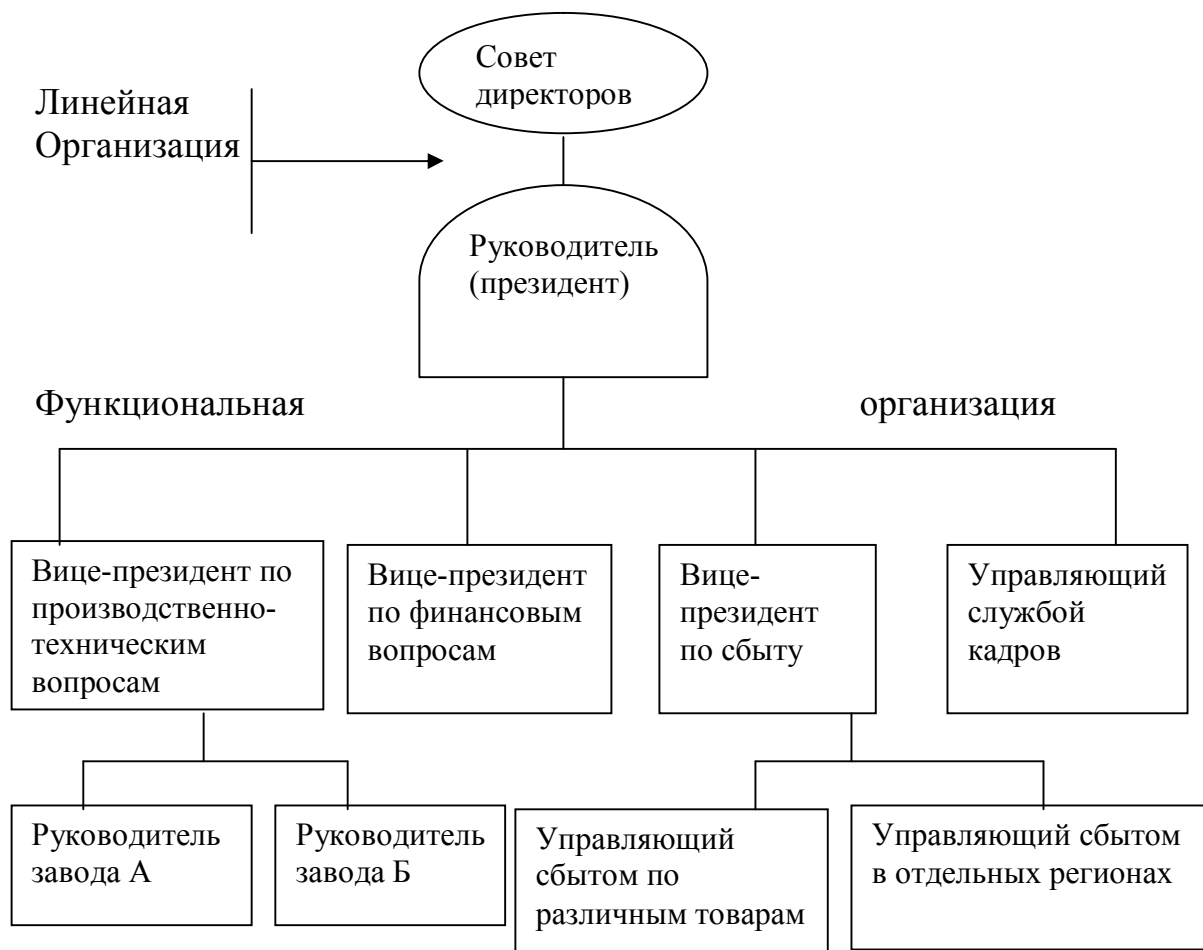 Совет
директоров
Линейная
Организация
Руководитель
(президент)
Функциональная организация
Вице-президент по
производственно-
техническим
вопросам
Вице-президент
по финансовым
вопросам
Вице-
президент
по сбыту
Управляющий
службой
кадров
Руководитель
завода А
Руководитель
завода Б
Управляющий
сбытом по
различным товарам
Управляющий сбытом
в отдельных регионах